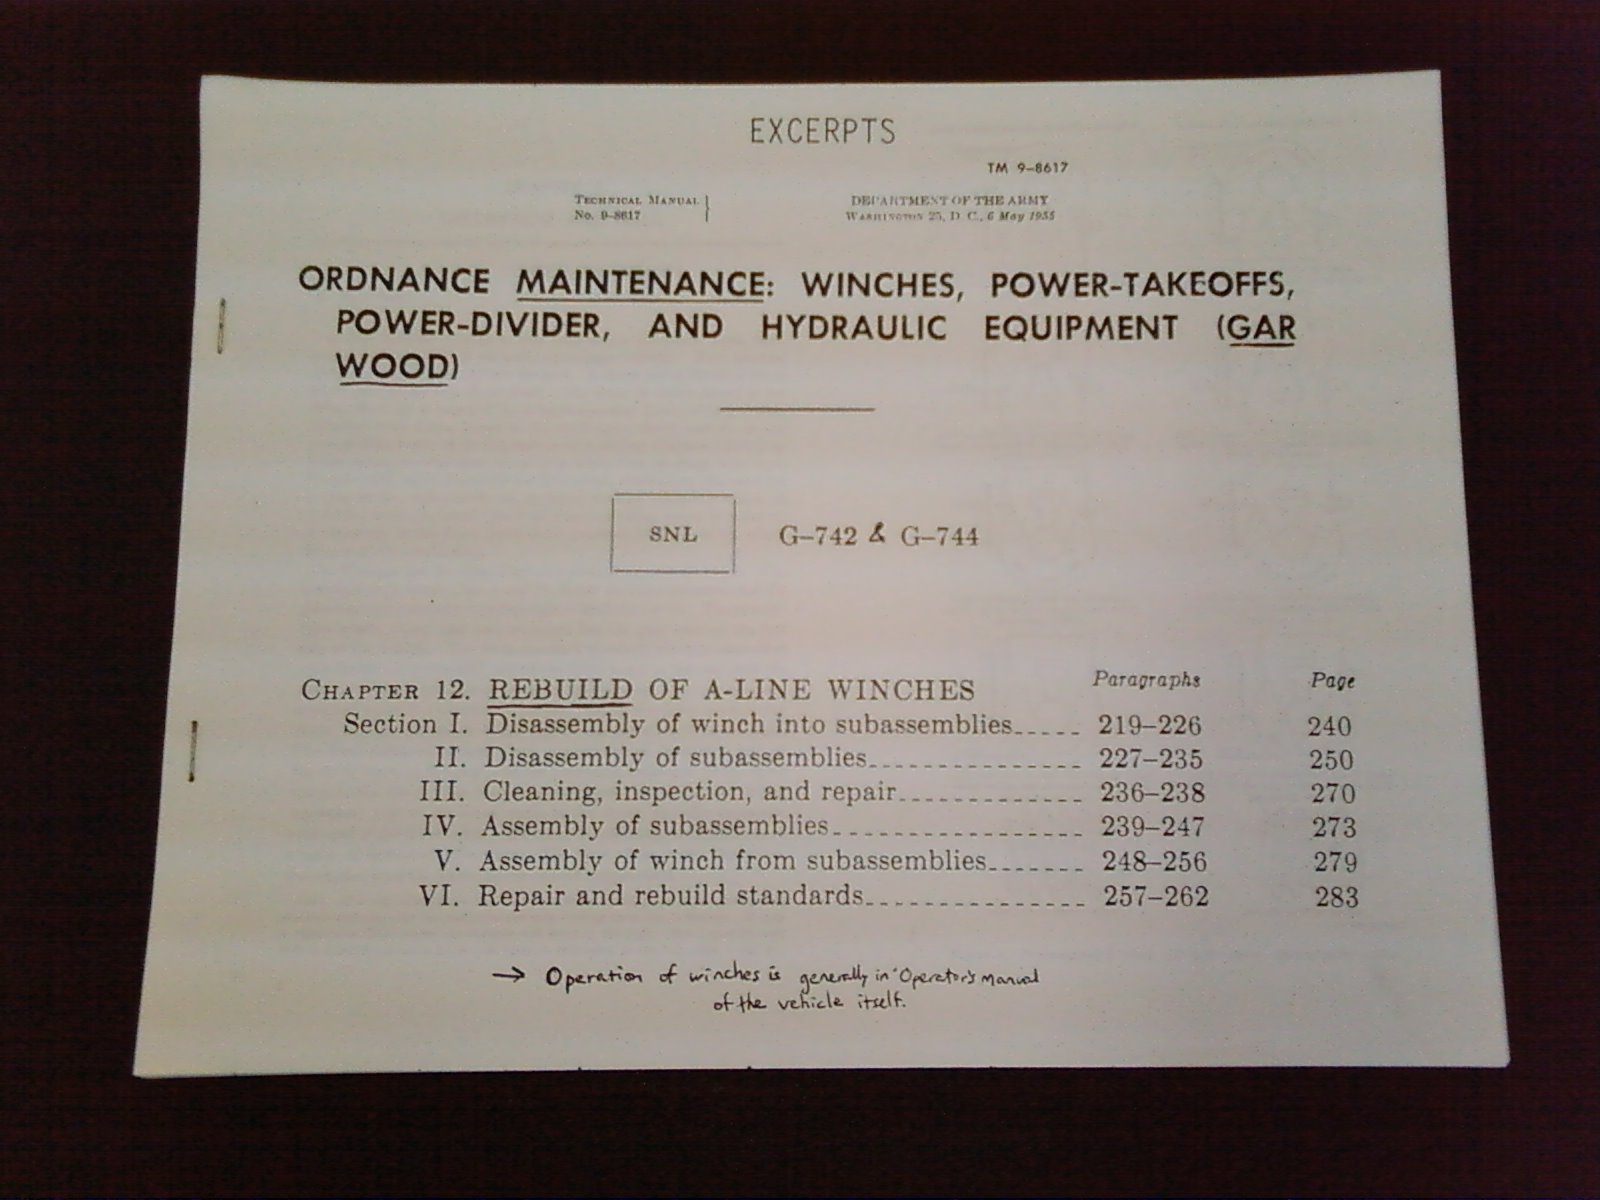 EXCERPTS
TM 9–8617
TECHNICAL MANUAL }
No. 9–8617
DEPARTMENT OF THE ARMY
WASHINGTON 25, D. C., 6 May 1955
ORDNANCE MAINTENANCE: WINCHES, POWER-TAKEOFFS,
POWER-DIVIDER, AND HYDRAULIC EQUIPMENT (GAR
WOOD)
SNL G–742 & G–744
Paragraphs Page
CHAPTER 12. REBUILD OF A-LINE WINCHES
Section I. Disassembly of winch into subassemblies----- 219–226 240
II. Disassembly of subassemblies--------------- 227–235 250
III. Cleaning, inspection, and repair------------- 236–238 270
IV. Assembly of subassemblies----------------- 239–247 273
V. Assembly of winch from subassemblies------- 248–256 279
VI. Repair and rebuild standards--------------- 257–262 283
→ Operation of winches is generally in Operator's manual
of the vehicle itself.